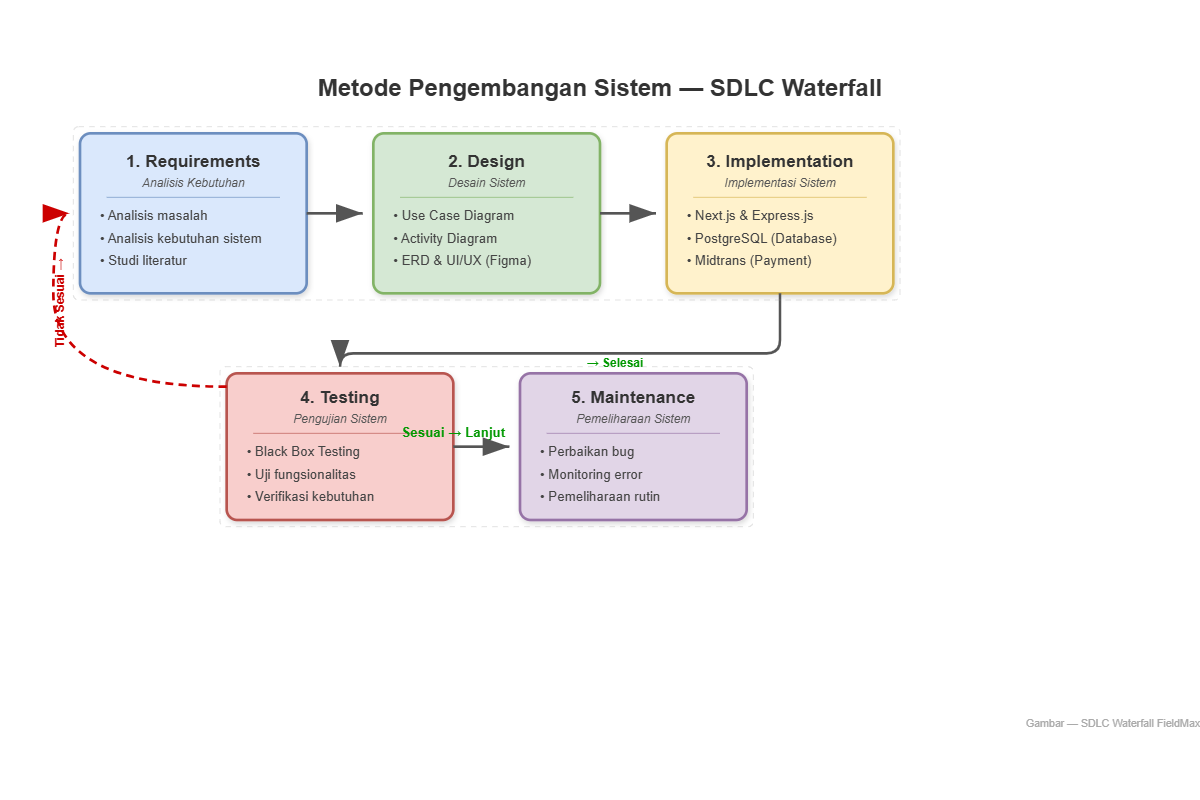 Metode Pengembangan Sistem — SDLC Waterfall
1. Requirements
Analisis Kebutuhan
• Analisis masalah
• Analisis kebutuhan sistem
• Studi literatur
2. Design
Desain Sistem
• Use Case Diagram
• Activity Diagram
• ERD & UI/UX (Figma)
3. Implementation
Implementasi Sistem
• Next.js & Express.js
• PostgreSQL (Database)
• Midtrans (Payment)
Tidak Sesuai →
→ Selesai
4. Testing
Pengujian Sistem
• Black Box Testing
• Uji fungsionalitas
• Verifikasi kebutuhan
Sesuai → Lanjut
5. Maintenance
Pemeliharaan Sistem
• Perbaikan bug
• Monitoring error
• Pemeliharaan rutin
Gambar — SDLC Waterfall FieldMax